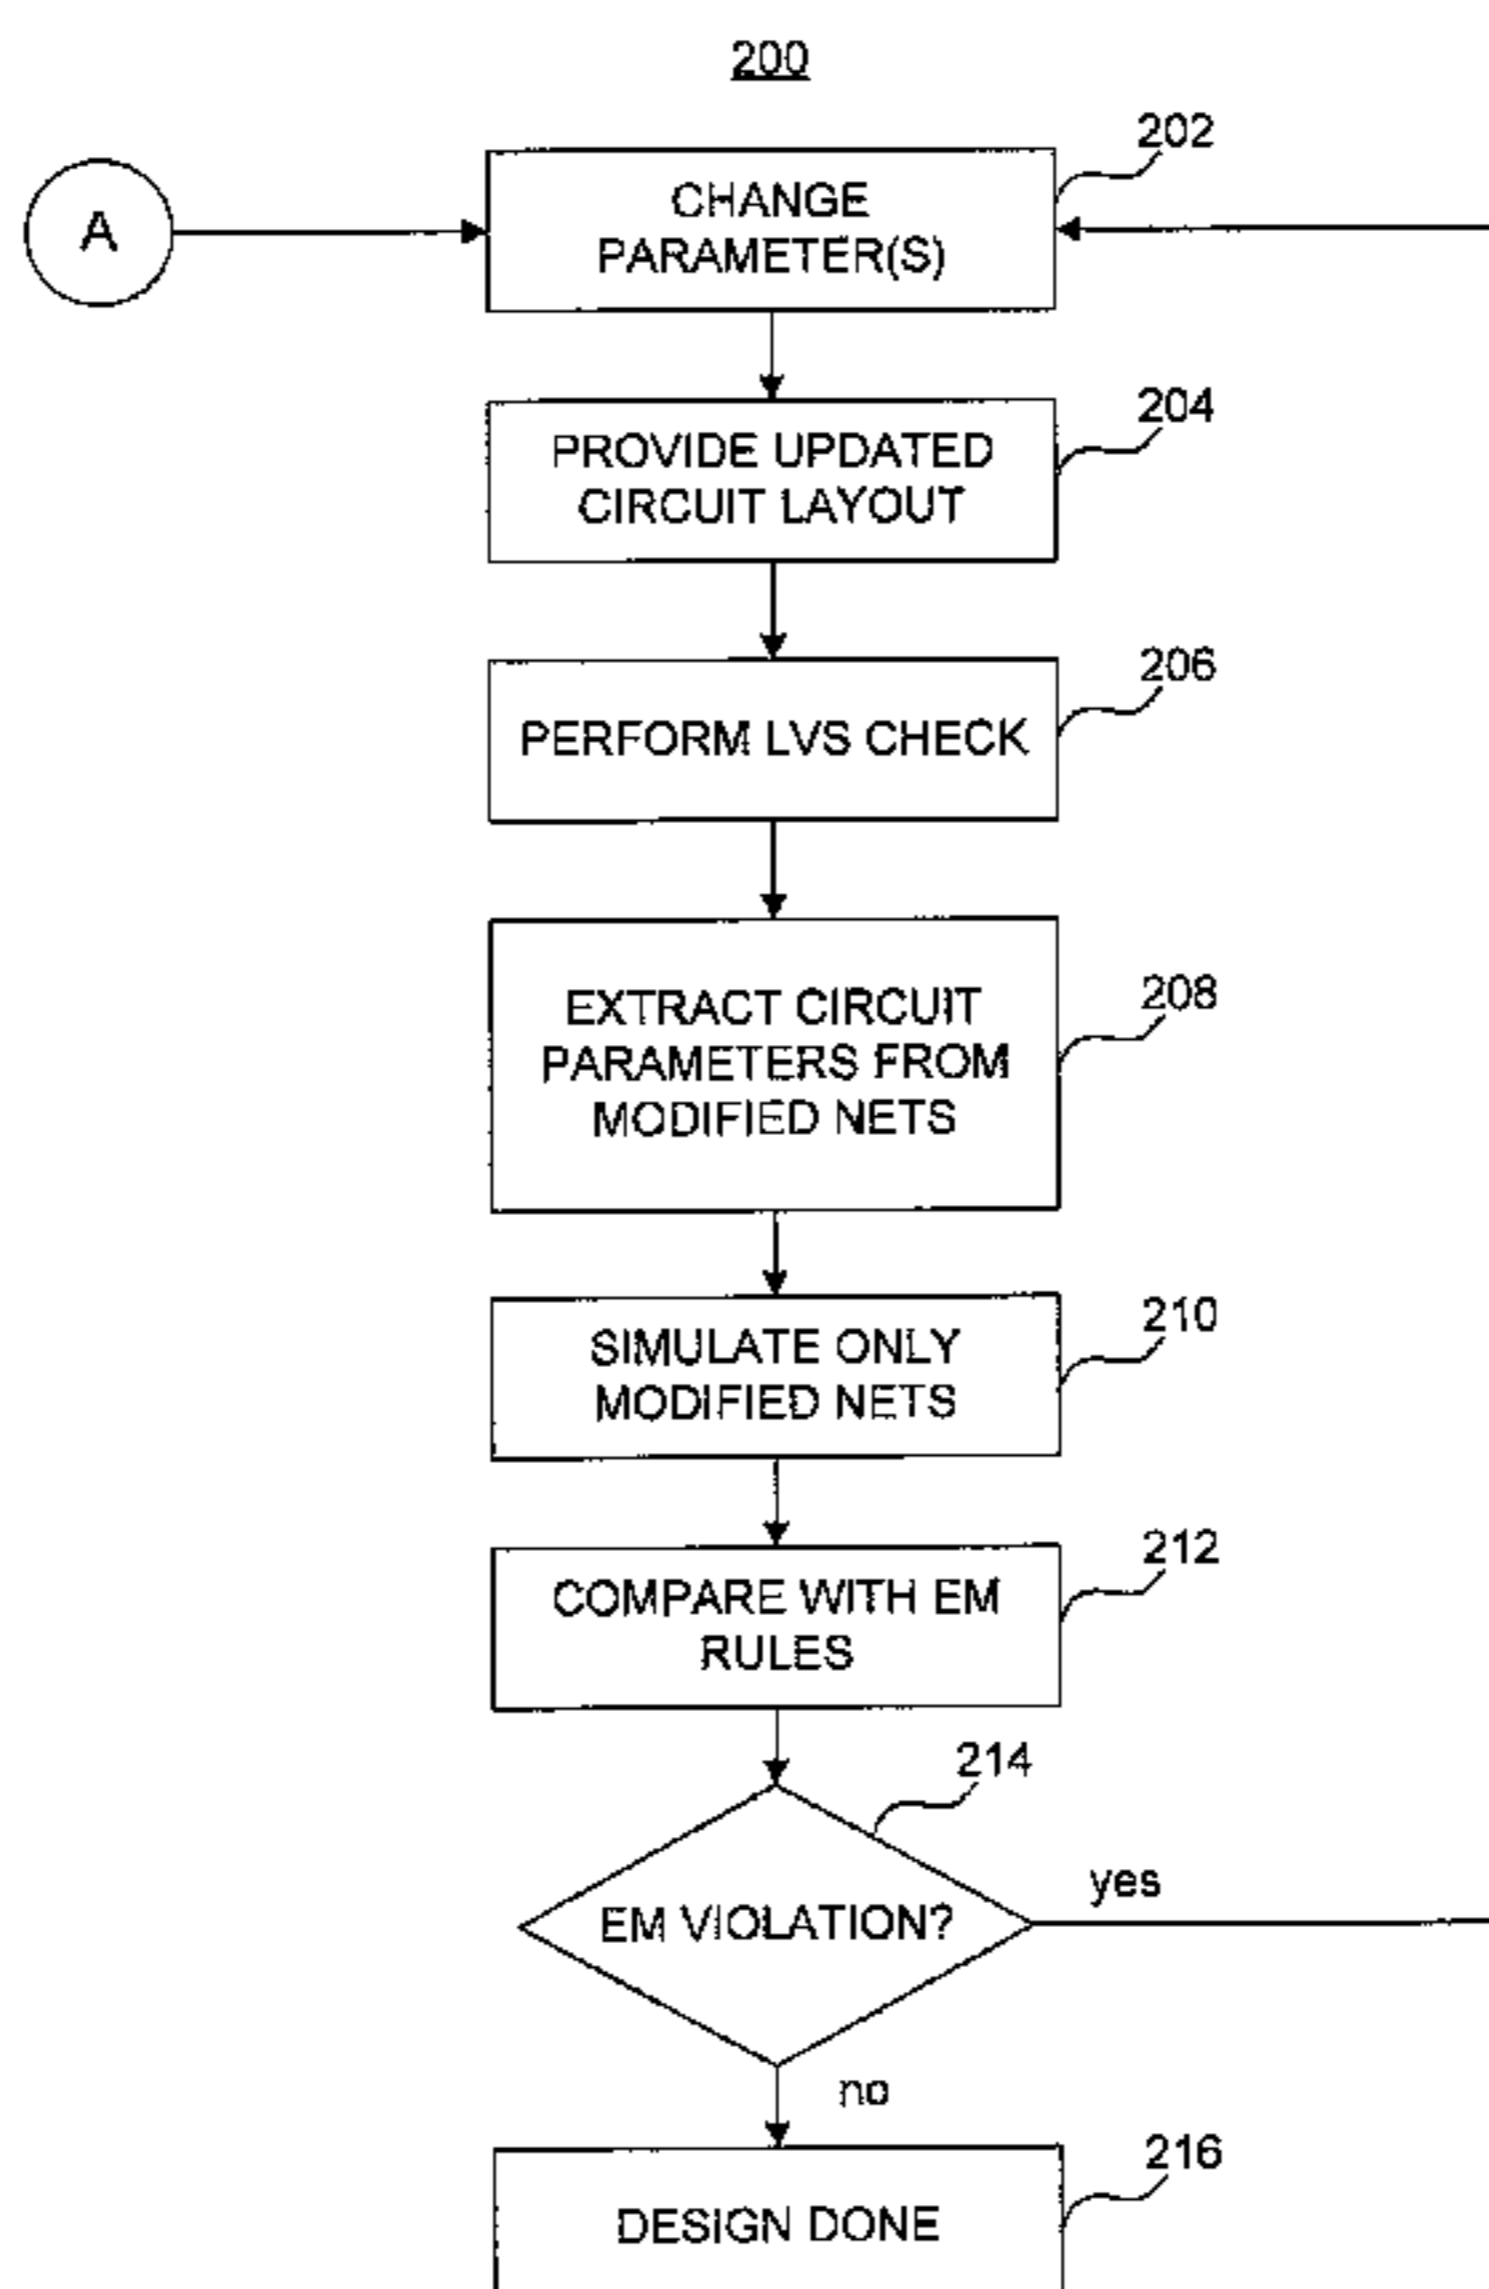 200
202
A
CHANGE
PARAMETER(S)
204
PROVIDE UPDATED
CIRCUIT LAYOUT
206
PERFORM LVS CHECK
208
EXTRACT CIRCUIT
PARAMETERS FROM
MODIFIED NETS
210
SIMULATE ONLY
MODIFIED NETS
212
COMPARE WITH EM
RULES
214
EM VIOLATION?
yes
no
216
DESIGN DONE